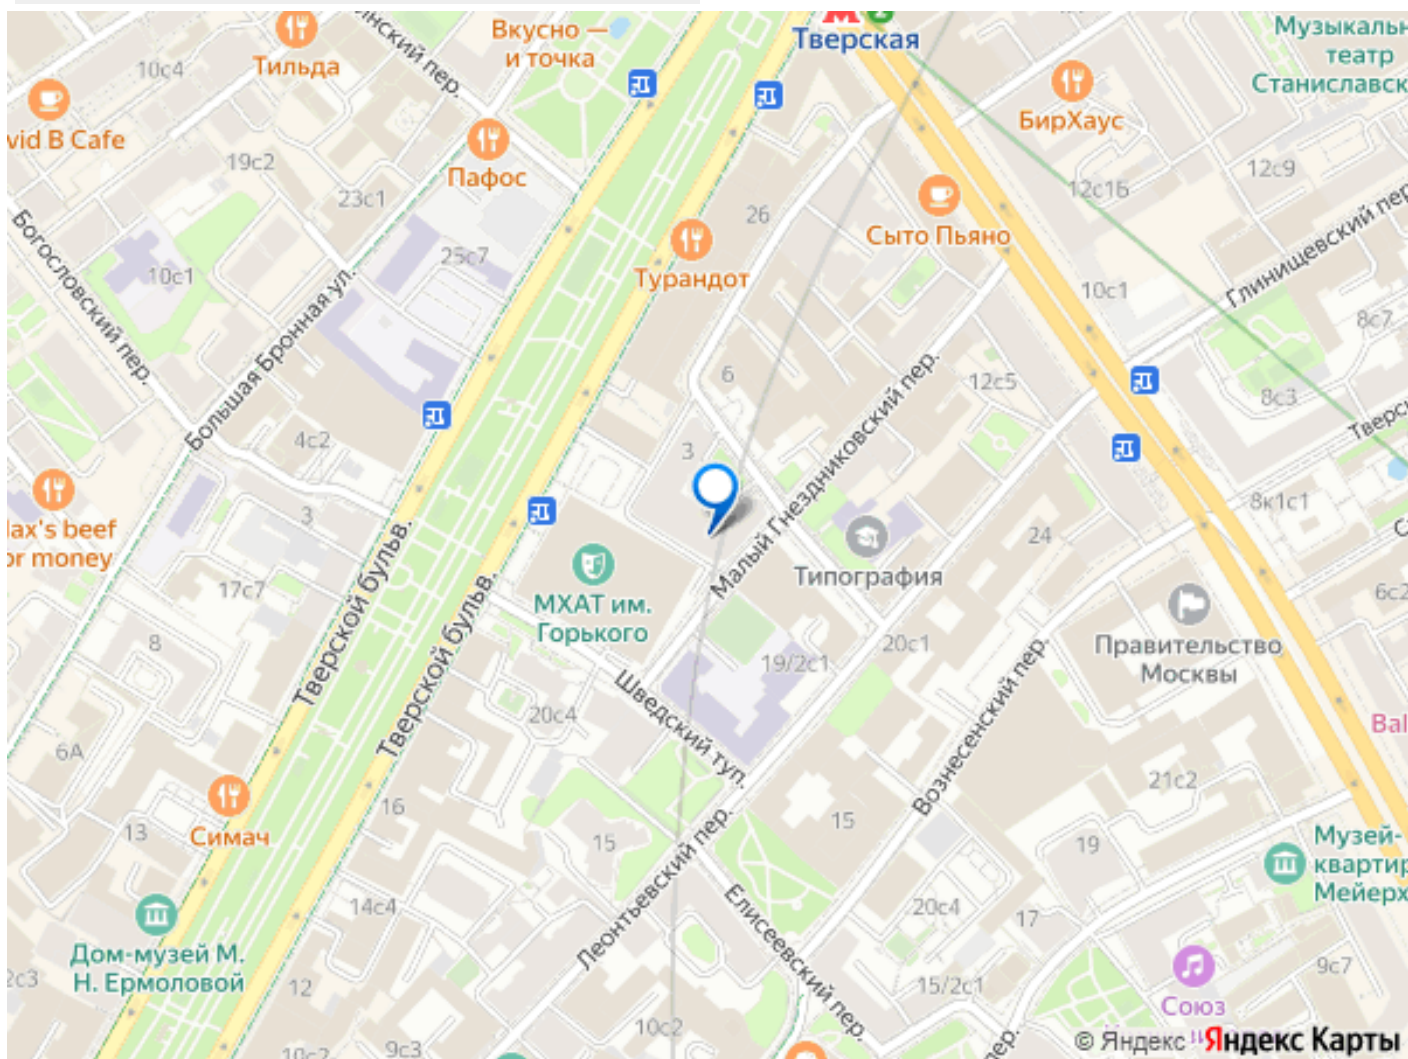 Вкусно —
и точка
Тверская
Музыкальн
театр
Станиславск
Тильда
10с4
БирХаус
vid B Cafe
19с2
Пафос
12с9
12с16
23с1
26
Сыто Пьяно
Глинищевский пер
Богословский пер.
10с1
25с7
Турандот
10с1
8с7
Большая Бронная ул.
6
12с5
8с3
Тверс
4с2
3
Малый Гнездниковский пер.
8к1с1
lax's beef
or money
3
24
Типография
17с7
МХАТ им.
Горького
6с2
Правительство
Москвы
8
Тверской бульв.
Тверской бульв.
20с1
19/2с1
Шведский туп.
20с4
Вознесенский пер.
Bal
6А
21с2
16
15
15
Симач
13
19
Музей-
квартир
Мейерх
Леонтьевский пер.
Елисеевский пер.
14с4
20с4
17
Дом-музей М.
Н. Ермоловой
12
15/2с1
9с7
Союз
10с2
9с3
10с2
пер.
© Яндекс Яндекс Карты